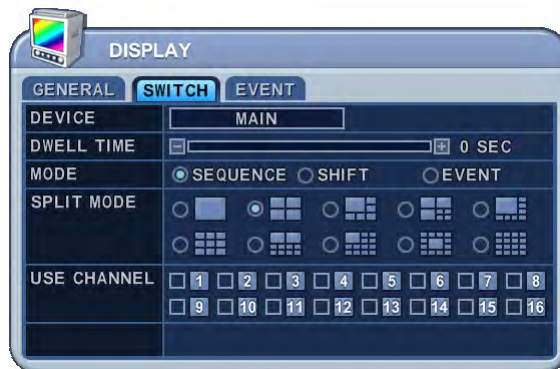 DISPLAY
GENERAL SWITCH EVENT
DEVICE MAIN
DWELL TIME 0 SEC
MODE SEQUENCE SHIFT EVENT
SPLIT MODE
USE CHANNEL 1 2 3 4 5 6 7 8
9 10 11 12 13 14 15 16